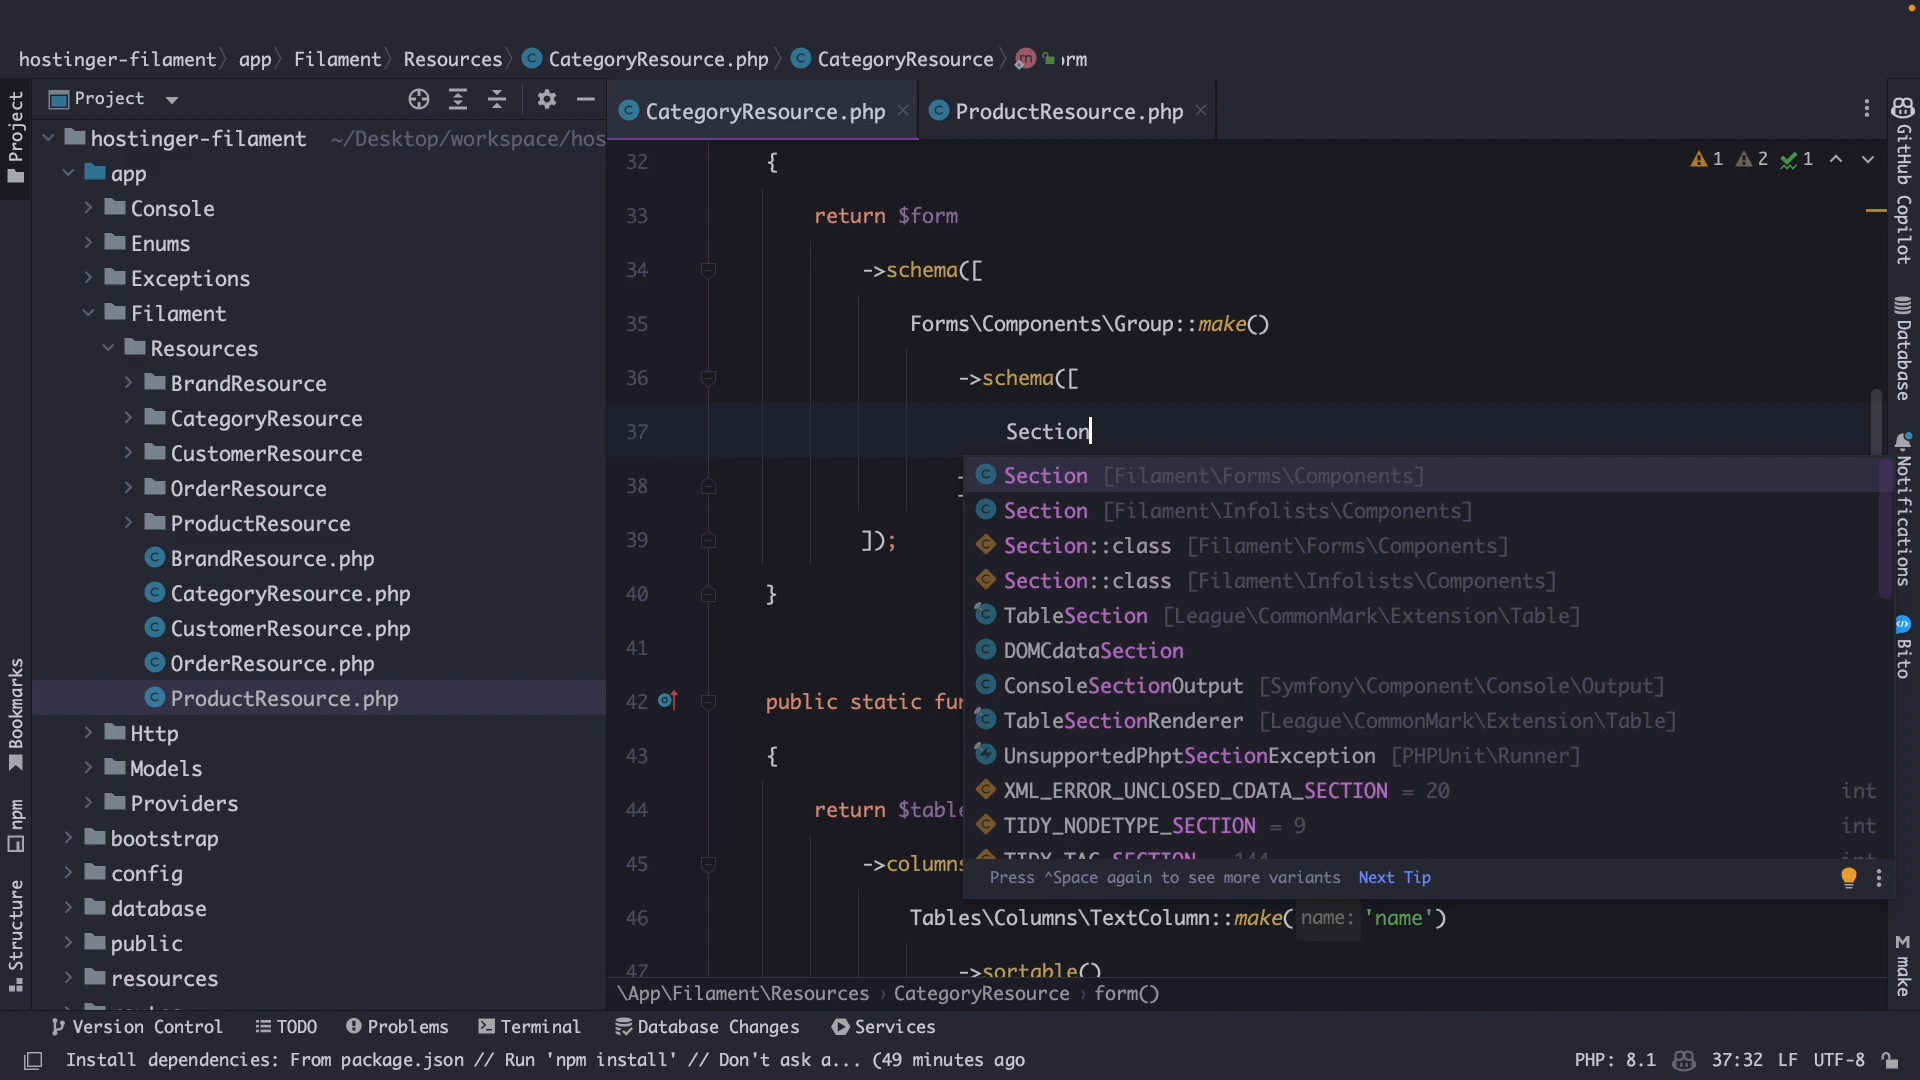 hostinger-filament app Filament Resources CategoryResource.php CategoryResource rm
Project
Project
hostinger-filament ~/Desktop/workspace/hos
app
Console
Enums
Exceptions
Filament
Resources
BrandResource
CategoryResource
CustomerResource
OrderResource
ProductResource
BrandResource.php
CategoryResource.php
CustomerResource.php
OrderResource.php
ProductResource.php
Http
Models
Providers
bootstrap
config
database
public
resources
Bookmarks
npm
Structure
CategoryResource.php ProductResource.php
1 2 1
32 {
33 return $form
34 ->schema([
35 Forms\Components\Group::make()
36 ->schema([
37 Section
38
39 ]);
40 }
41
42 public static fun
43 {
44 return $table
45 ->columns
46 Tables\Columns\TextColumn::make( name: 'name')
47 ->sortable()
Section [Filament\Forms\Components]
Section [Filament\Infolists\Components]
Section::class [Filament\Forms\Components]
Section::class [Filament\Infolists\Components]
TableSection [League\CommonMark\Extension\Table]
DOMCdataSection
ConsoleSectionOutput [Symfony\Component\Console\Output]
TableSectionRenderer [League\CommonMark\Extension\Table]
UnsupportedPhptSectionException [PHPUnit\Runner]
XML_ERROR_UNCLOSED_CDATA_SECTION = 20 int
TIDY_NODETYPE_SECTION = 9 int
TIDY_TAG_SECTION = 144 int
Press ^Space again to see more variants Next Tip
\App\Filament\Resources › CategoryResource › form()
GitHub Copilot
Database
Notifications
Bito
M make
Version Control TODO Problems Terminal Database Changes Services
Install dependencies: From package.json // Run 'npm install' // Don't ask a... (49 minutes ago
PHP: 8.1 37:32 LF UTF-8